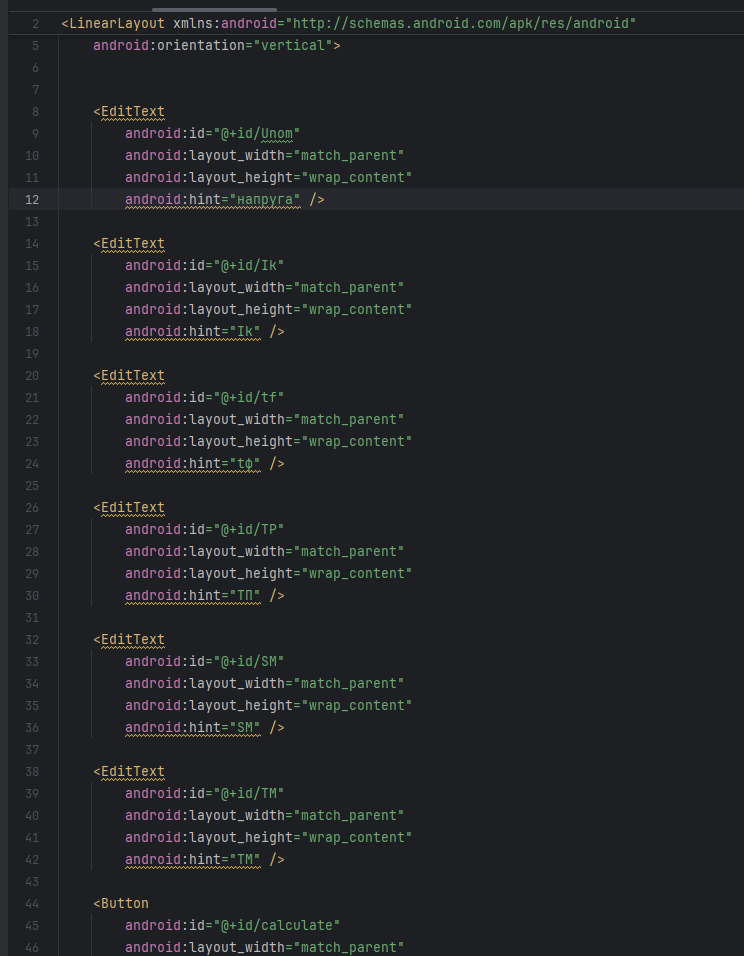 2 <LinearLayout xmlns:android="http://schemas.android.com/apk/res/android"
5     android:orientation="vertical">
6
7
8     <EditText
9         android:id="@+id/Unom"
10         android:layout_width="match_parent"
11         android:layout_height="wrap_content"
12         android:hint="напруга" />
13
14     <EditText
15         android:id="@+id/Ik"
16         android:layout_width="match_parent"
17         android:layout_height="wrap_content"
18         android:hint="Ik" />
19
20     <EditText
21         android:id="@+id/tf"
22         android:layout_width="match_parent"
23         android:layout_height="wrap_content"
24         android:hint="tф" />
25
26     <EditText
27         android:id="@+id/TP"
28         android:layout_width="match_parent"
29         android:layout_height="wrap_content"
30         android:hint="ТП" />
31
32     <EditText
33         android:id="@+id/SM"
34         android:layout_width="match_parent"
35         android:layout_height="wrap_content"
36         android:hint="SM" />
37
38     <EditText
39         android:id="@+id/TM"
40         android:layout_width="match_parent"
41         android:layout_height="wrap_content"
42         android:hint="TM" />
43
44     <Button
45         android:id="@+id/calculate"
46         android:layout_width="match_parent"